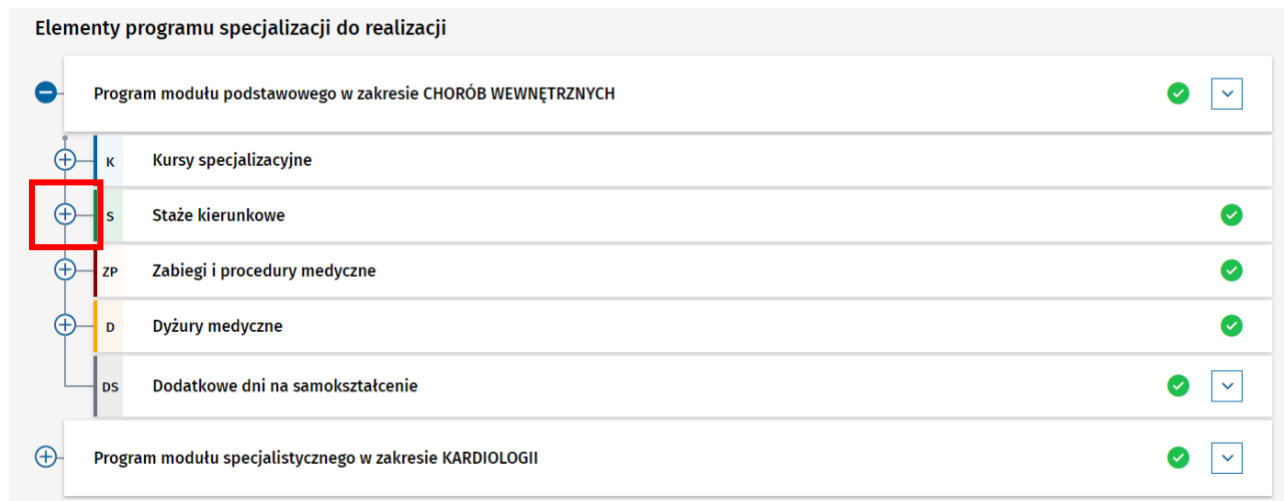 Elementy programu specjalizacji do realizacji
Program modułu podstawowego w zakresie CHORÓB WEWNĘTRZNYCH
K Kursy specjalizacyjne
S Staże kierunkowe
ZP Zabiegi i procedury medyczne
D Dyżury medyczne
DS Dodatkowe dni na samokształcenie
Program modułu specjalistycznego w zakresie KARDIOLOGII